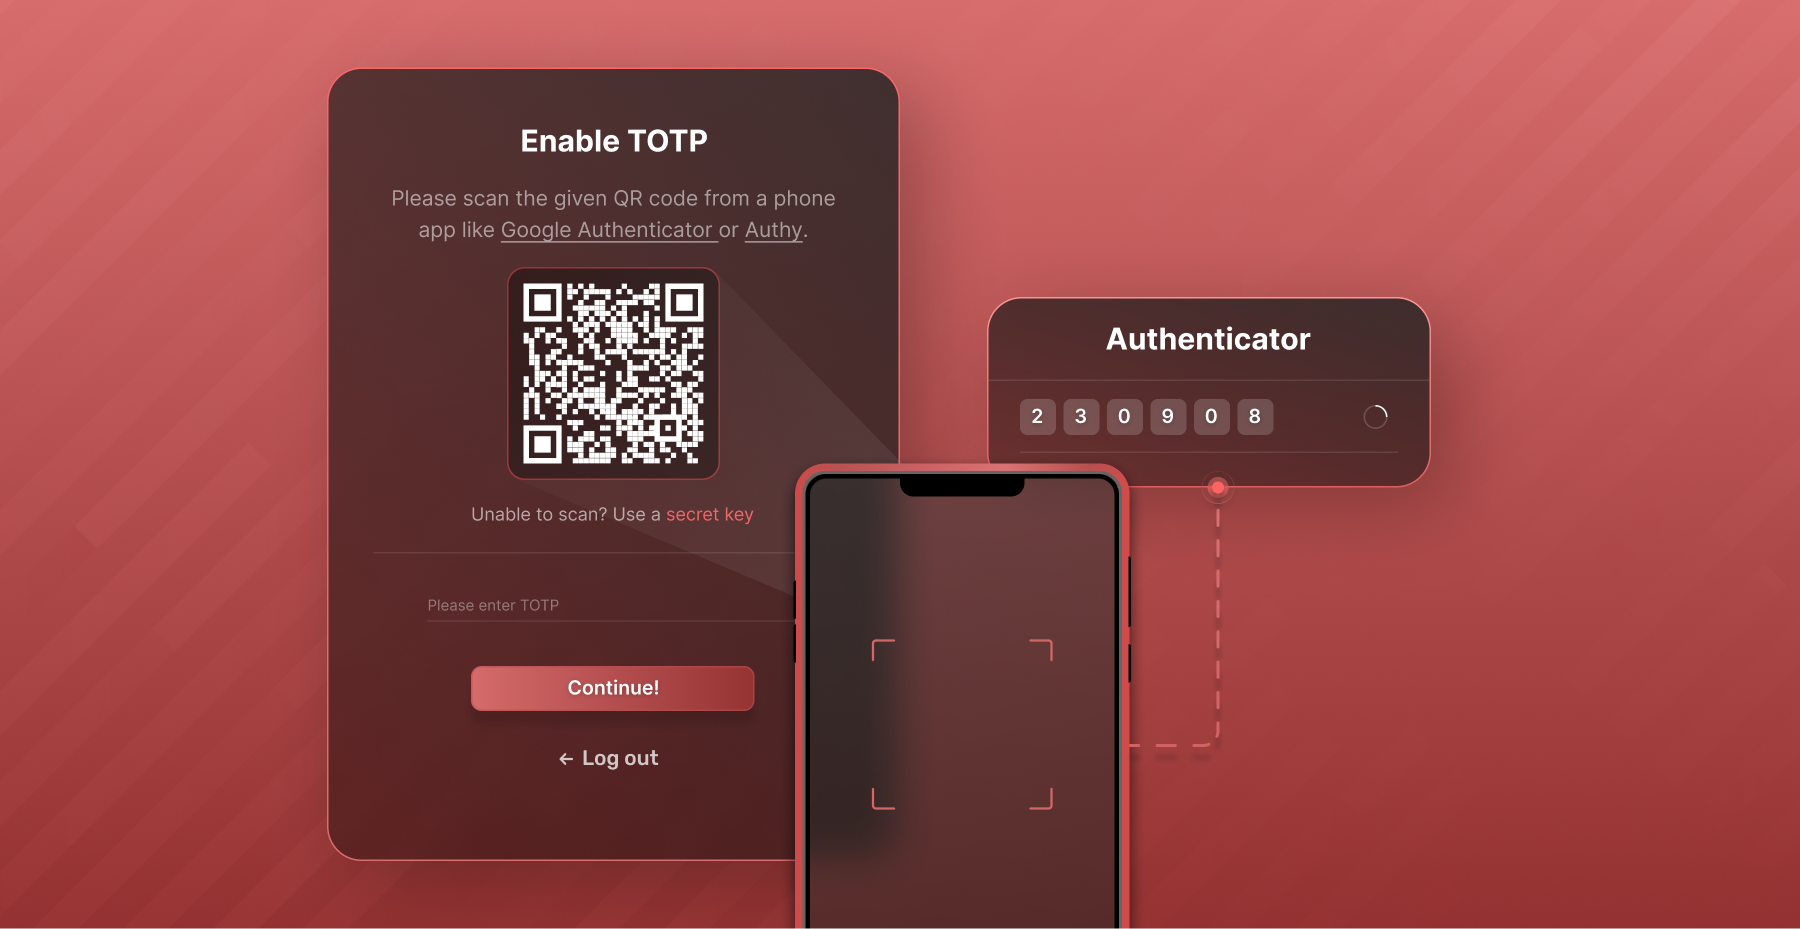 Enable TOTP
Please scan the given QR code from a phone
app like Google Authenticator or Authy.
Unable to scan? Use a secret key
Please enter TOTP
Continue!
← Log out
Authenticator
2 3 0 9 0 8